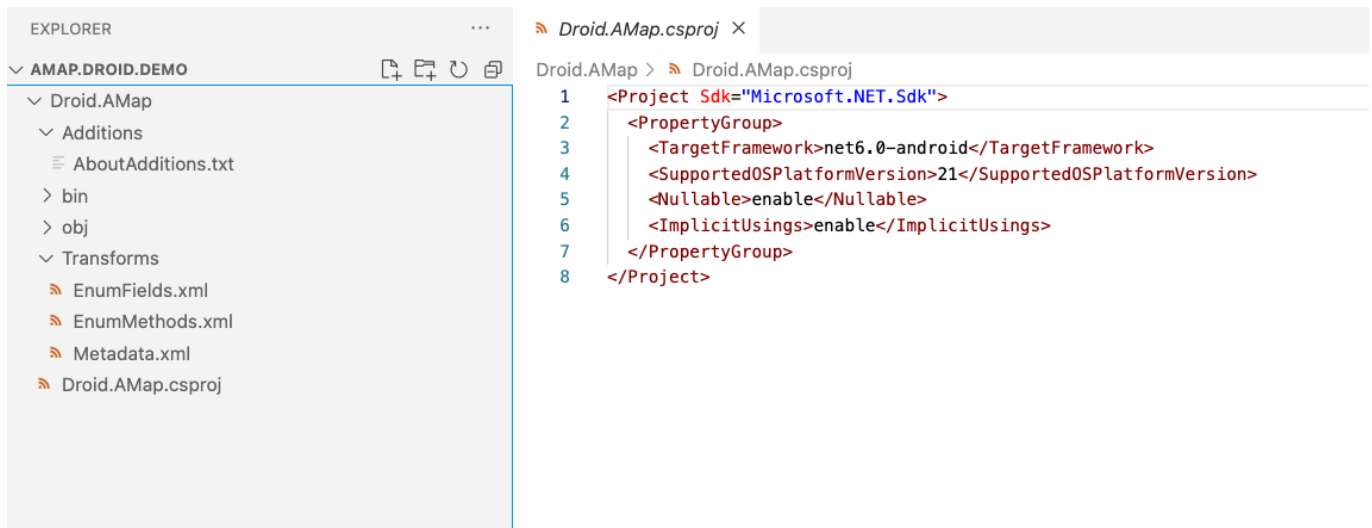 EXPLORER
···
AMAP.DROID.DEMO
Droid.AMap
Additions
AboutAdditions.txt
bin
obj
Transforms
EnumFields.xml
EnumMethods.xml
Metadata.xml
Droid.AMap.csproj
Droid.AMap.csproj
Droid.AMap > Droid.AMap.csproj
1 <Project Sdk="Microsoft.NET.Sdk">
2 <PropertyGroup>
3 <TargetFramework>net6.0-android</TargetFramework>
4 <SupportedOSPlatformVersion>21</SupportedOSPlatformVersion>
5 <Nullable>enable</Nullable>
6 <ImplicitUsings>enable</ImplicitUsings>
7 </PropertyGroup>
8 </Project>